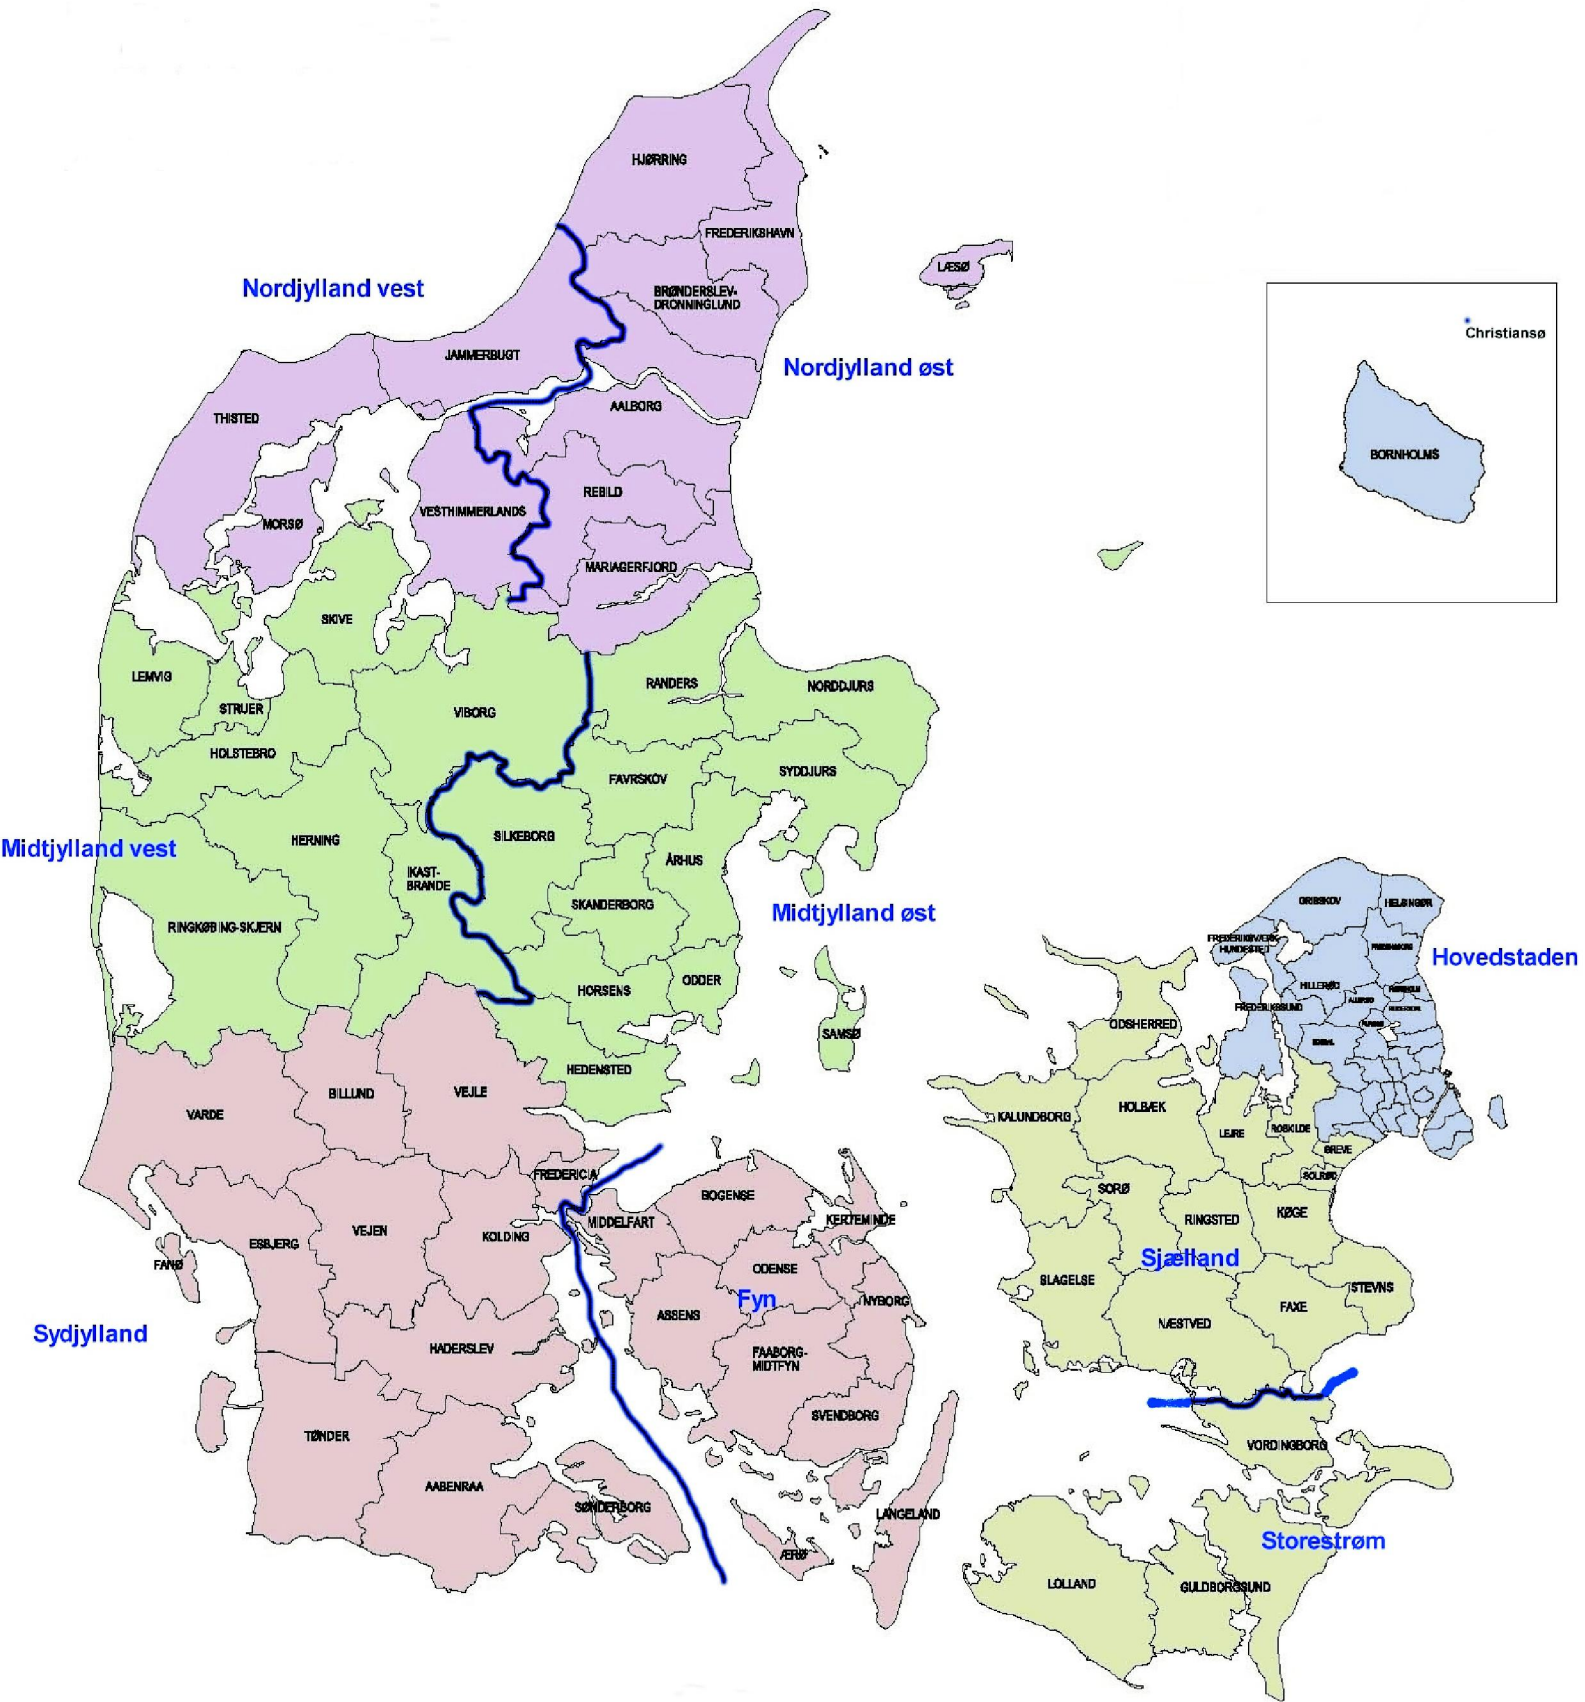 HJØRRING
FREDERIKSHAVN
LÆSØ
Nordjylland vest
BRØNDERSLEV-
DRONNINGLUND
Christiansø
JAMMERBUGT
Nordjylland øst
THISTED
AALBORG
BORNHOLMS
REBILD
VESTHIMMERLANDS
MORSØ
MARIAGERFJORD
SKIVE
LEMVIG
RANDERS
NORDDJURS
STRUER
VIBORG
HOLSTEBRO
FAVRSKOV
SYDDJURS
HERNING
SILKEBORG
Midtjylland vest
ÅRHUS
IKAST-
BRANDE
SKANDERBORG
GRIBSKOV
HELSINGØR
Midtjylland øst
RINGKØBING-SKJERN
FREDERIKSVÆRK-
HUNDESTED
Hovedstaden
ODDER
HORSENS
HILLERØD
FREDERIKSSUND
ODSHERRED
SAMSØ
HEDENSTED
BILLUND
VEJLE
VARDE
HOLBÆK
KALUNDBORG
LEJRE
ROSKILDE
GREVE
FREDERICIA
SOLRØD
SORØ
BOGENSE
MIDDELFART
KERTEMINDE
RINGSTED
KØGE
VEJEN
KOLDING
ESBJERG
FANØ
Sjælland
ODENSE
SLAGELSE
STEVNS
Fyn
NYBORG
FAXE
ASSENS
NÆSTVED
Sydjylland
HADERSLEV
FAABORG-
MIDTFYN
SVENDBORG
TØNDER
VORDINGBORG
AABENRAA
SØNDERBORG
LANGELAND
Storestrøm
ÆRØ
LOLLAND
GULDBORGSUND